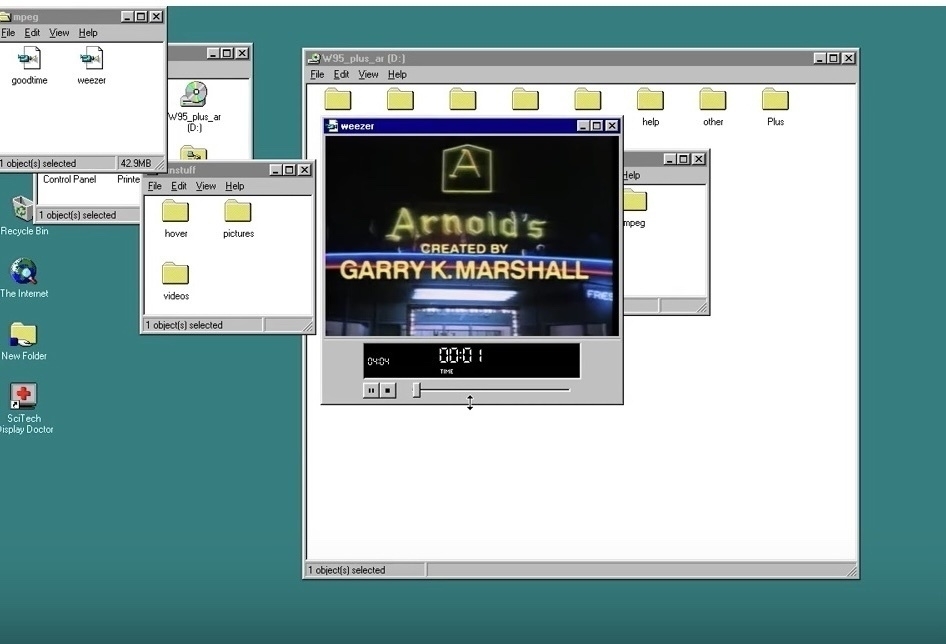 mpeg
File Edit View Help
goodtime weezer
1 object(s) selected 42.9MB
W95_plus_ar
(D:)
Control Panel
1 object(s) selected
Recycle Bin
The Internet
New Folder
SciTech
Display Doctor
File Edit View Help
hover pictures
videos
1 object(s) selected
W95_plus_ar (D:)
File Edit View Help
help other Plus
weezer
A
Arnold's
CREATED BY
GARRY K. MARSHALL
04:04 00:01
TIME
Help
mpeg
1 object(s) selected